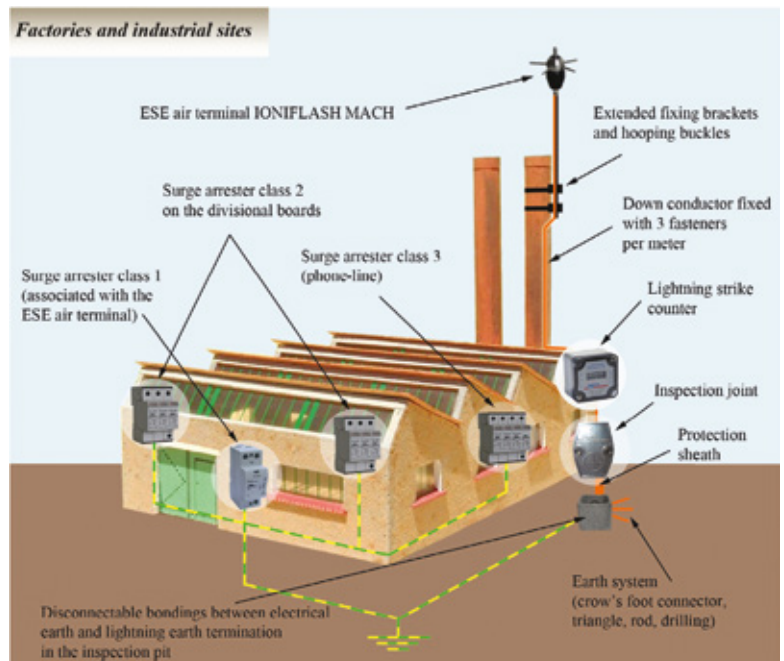 Factories and industrial sites
ESE air terminal IONIFLASH MACH
Extended fixing brackets
and hooping buckles
Surge arrester class 2
on the divisional boards
Down conductor fixed
with 3 fasteners
per meter
Surge arrester class 3
(phone-line)
Surge arrester class 1
(associated with the
ESE air terminal)
Lightning strike
counter
Inspection joint
Protection
sheath
Earth system
(crow's foot connector,
triangle, rod, drilling)
Disconnectable bondings between electrical
earth and lightning earth termination
in the inspection pit